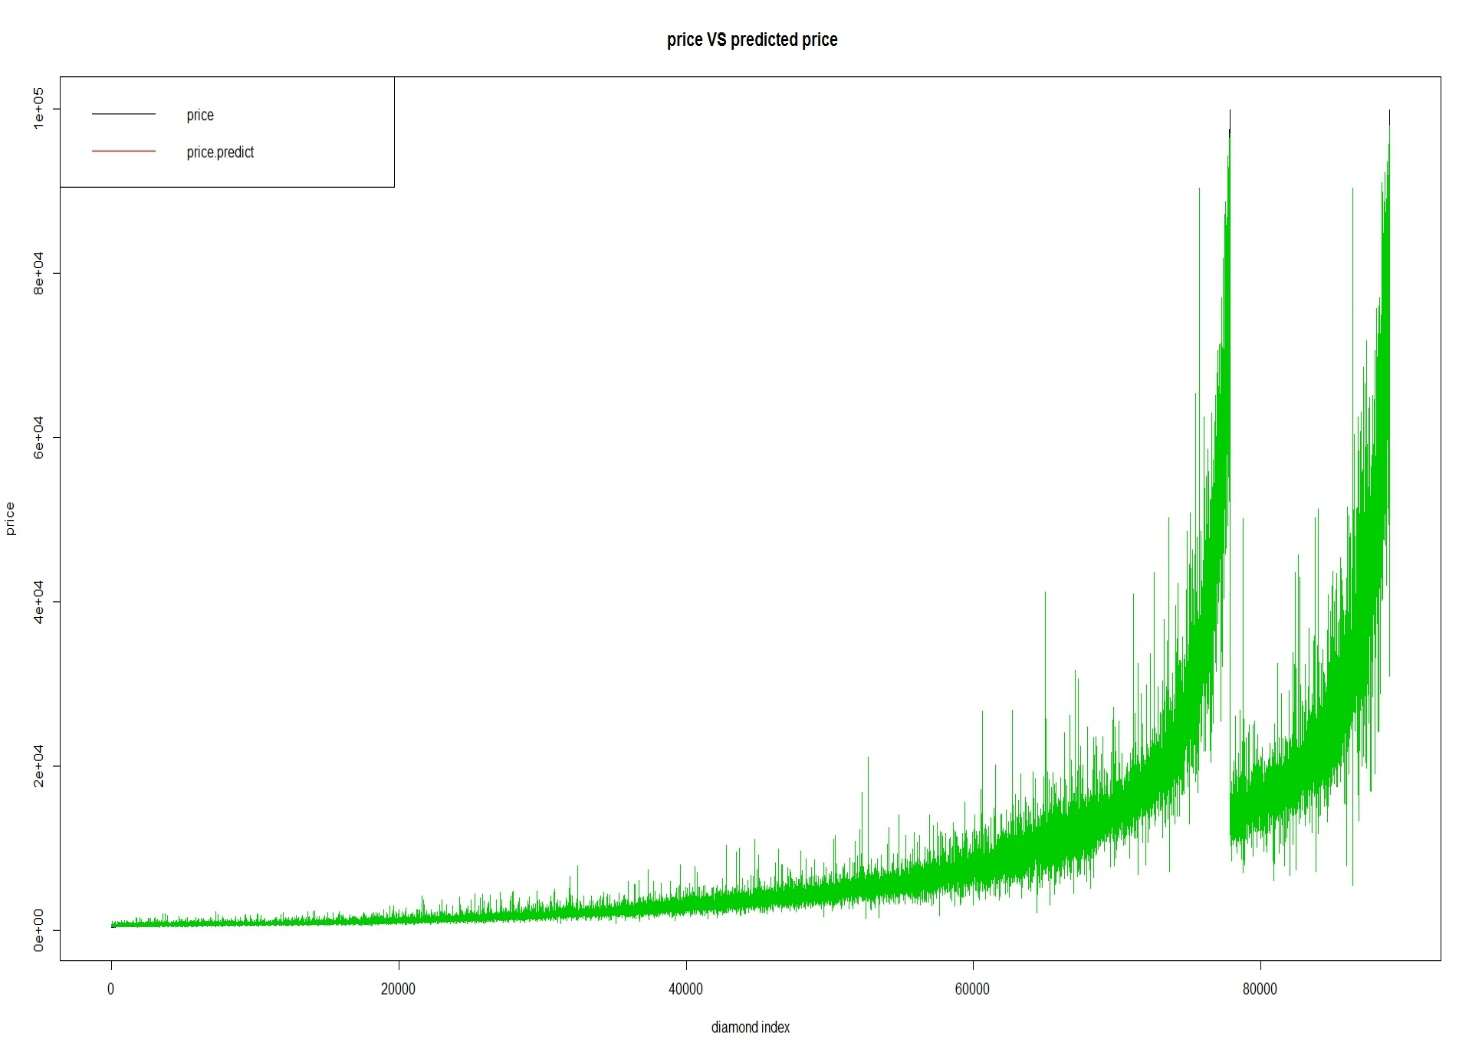 price VS predicted price
price
price.predict
1e+05
8e+04
6e+04
4e+04
2e+04
0e+00
price
0
20000
40000
60000
80000
diamond index